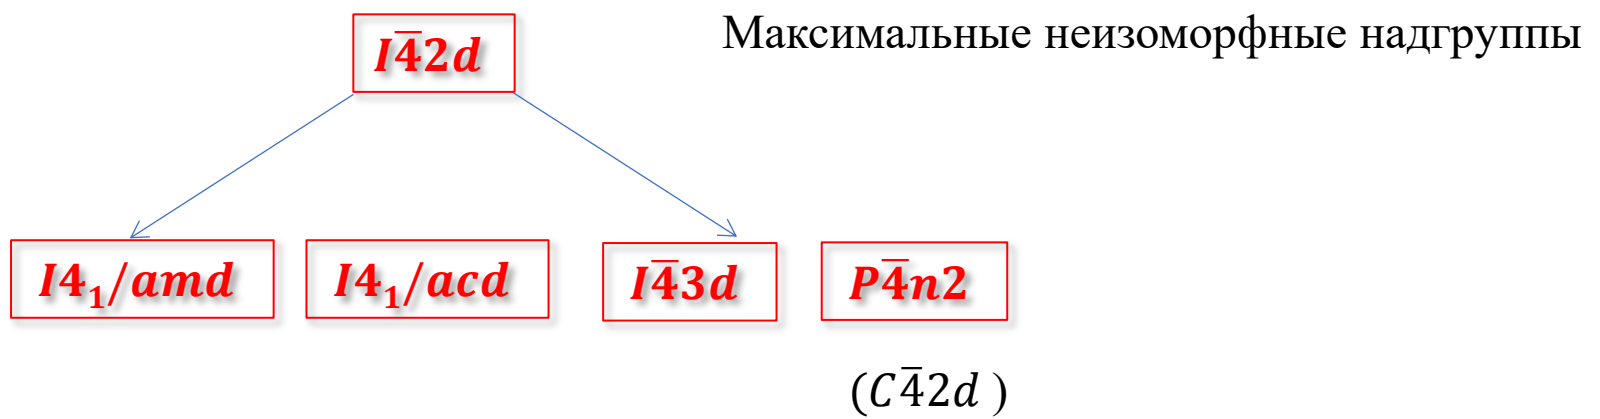 Максимальные неизоморфные надгруппы
I4̅2d
I4₁/amd I4₁/acd I4̅3d P4̅n2
(C4̅2d )